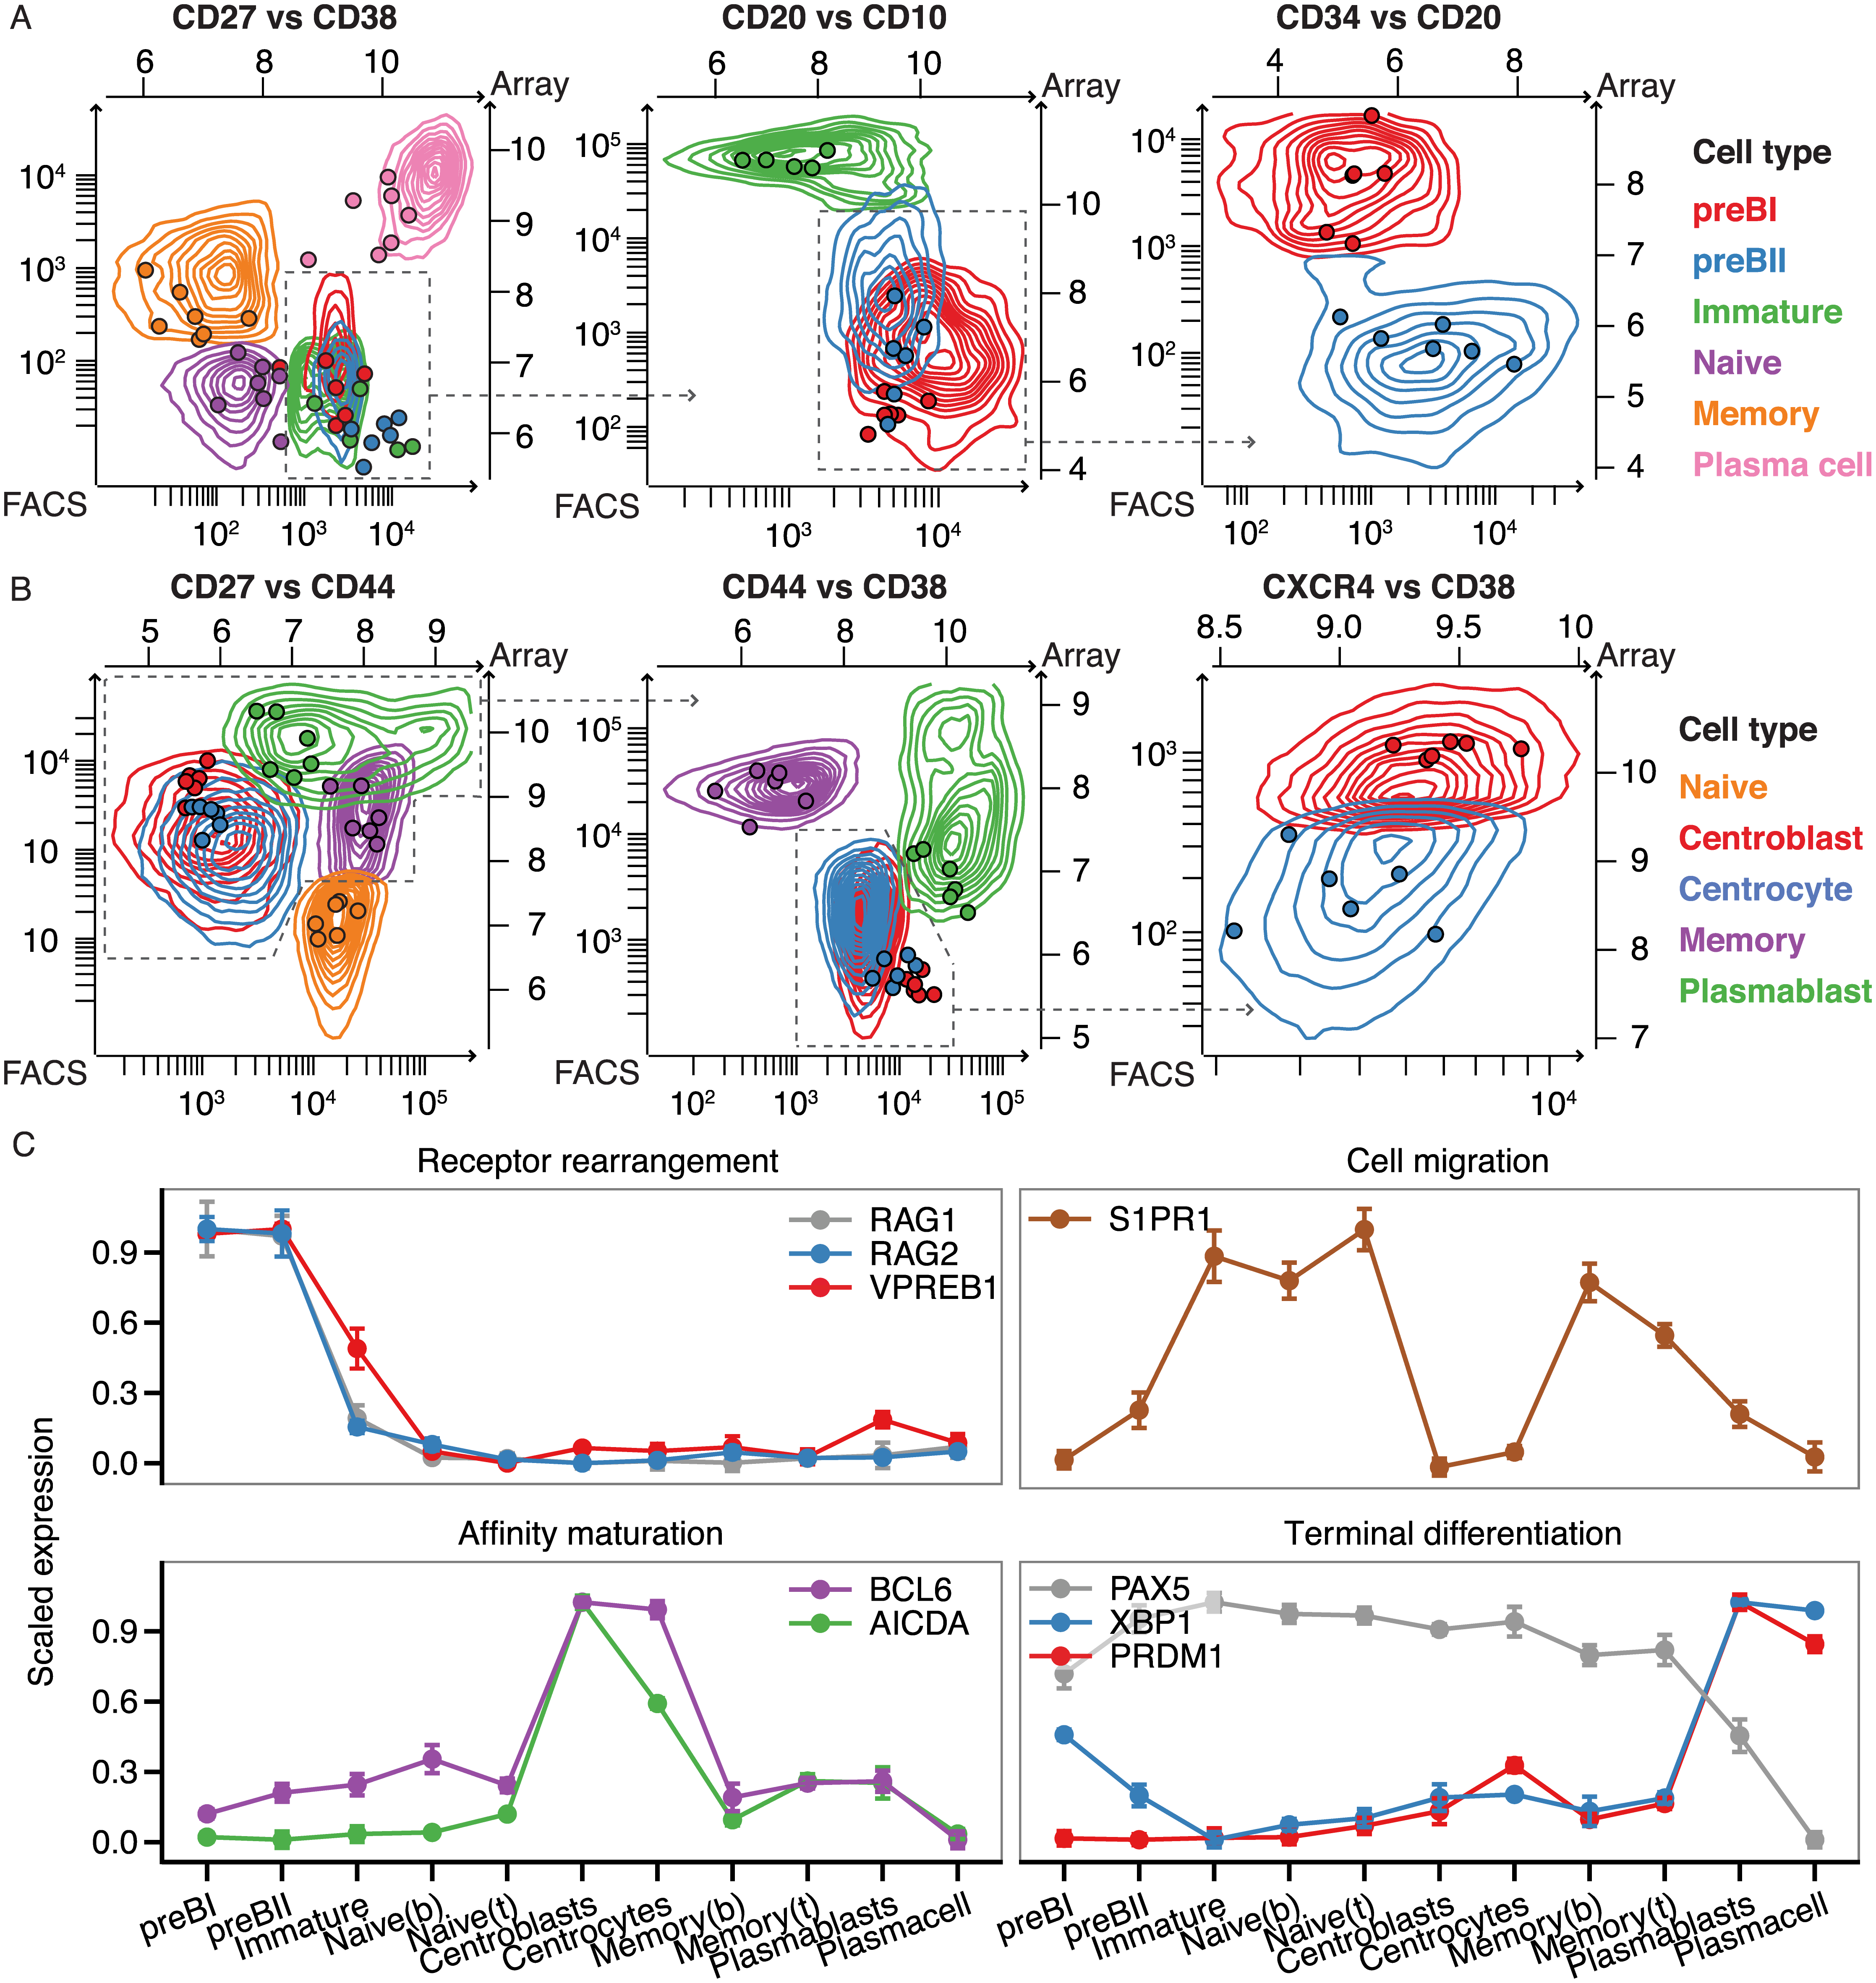 A
CD27 vs CD38
CD20 vs CD10
CD34 vs CD20
6 8 10
Array
6 8 10
Array
4 6 8
Array
10⁴
10³
10²
10
9
8
7
6
FACS
10² 10³ 10⁴
10⁵
10⁴
10³
10²
10
8
6
4
FACS
10³ 10⁴
10⁴
10³
10²
8
7
6
5
4
FACS
10² 10³ 10⁴
Cell type
preBI
preBII
Immature
Naive
Memory
Plasma cell
B
CD27 vs CD44
CD44 vs CD38
CXCR4 vs CD38
5 6 7 8 9
Array
6 8 10
Array
8.5 9.0 9.5 10
Array
10⁴
10
10
10
9
8
7
6
FACS
10³ 10⁴ 10⁵
10⁵
10⁴
10³
9
8
7
6
5
FACS
10² 10³ 10⁴ 10⁵
10³
10²
10
9
8
7
FACS
10⁴
Cell type
Naive
Centroblast
Centrocyte
Memory
Plasmablast
C
Receptor rearrangement
Cell migration
RAG1
RAG2
VPREB1
S1PR1
0.9
0.6
0.3
0.0
Scaled expression
Affinity maturation
Terminal differentiation
BCL6
AICDA
PAX5
XBP1
PRDM1
0.9
0.6
0.3
0.0
preBI
preBII
Immature
Naive(b)
Naive(t)
Centroblasts
Centrocytes
Memory(b)
Memory(t)
Plasmablasts
Plasmacell
preBI
preBII
Immature
Naive(b)
Naive(t)
Centroblasts
Centrocytes
Memory(b)
Memory(t)
Plasmablasts
Plasmacell